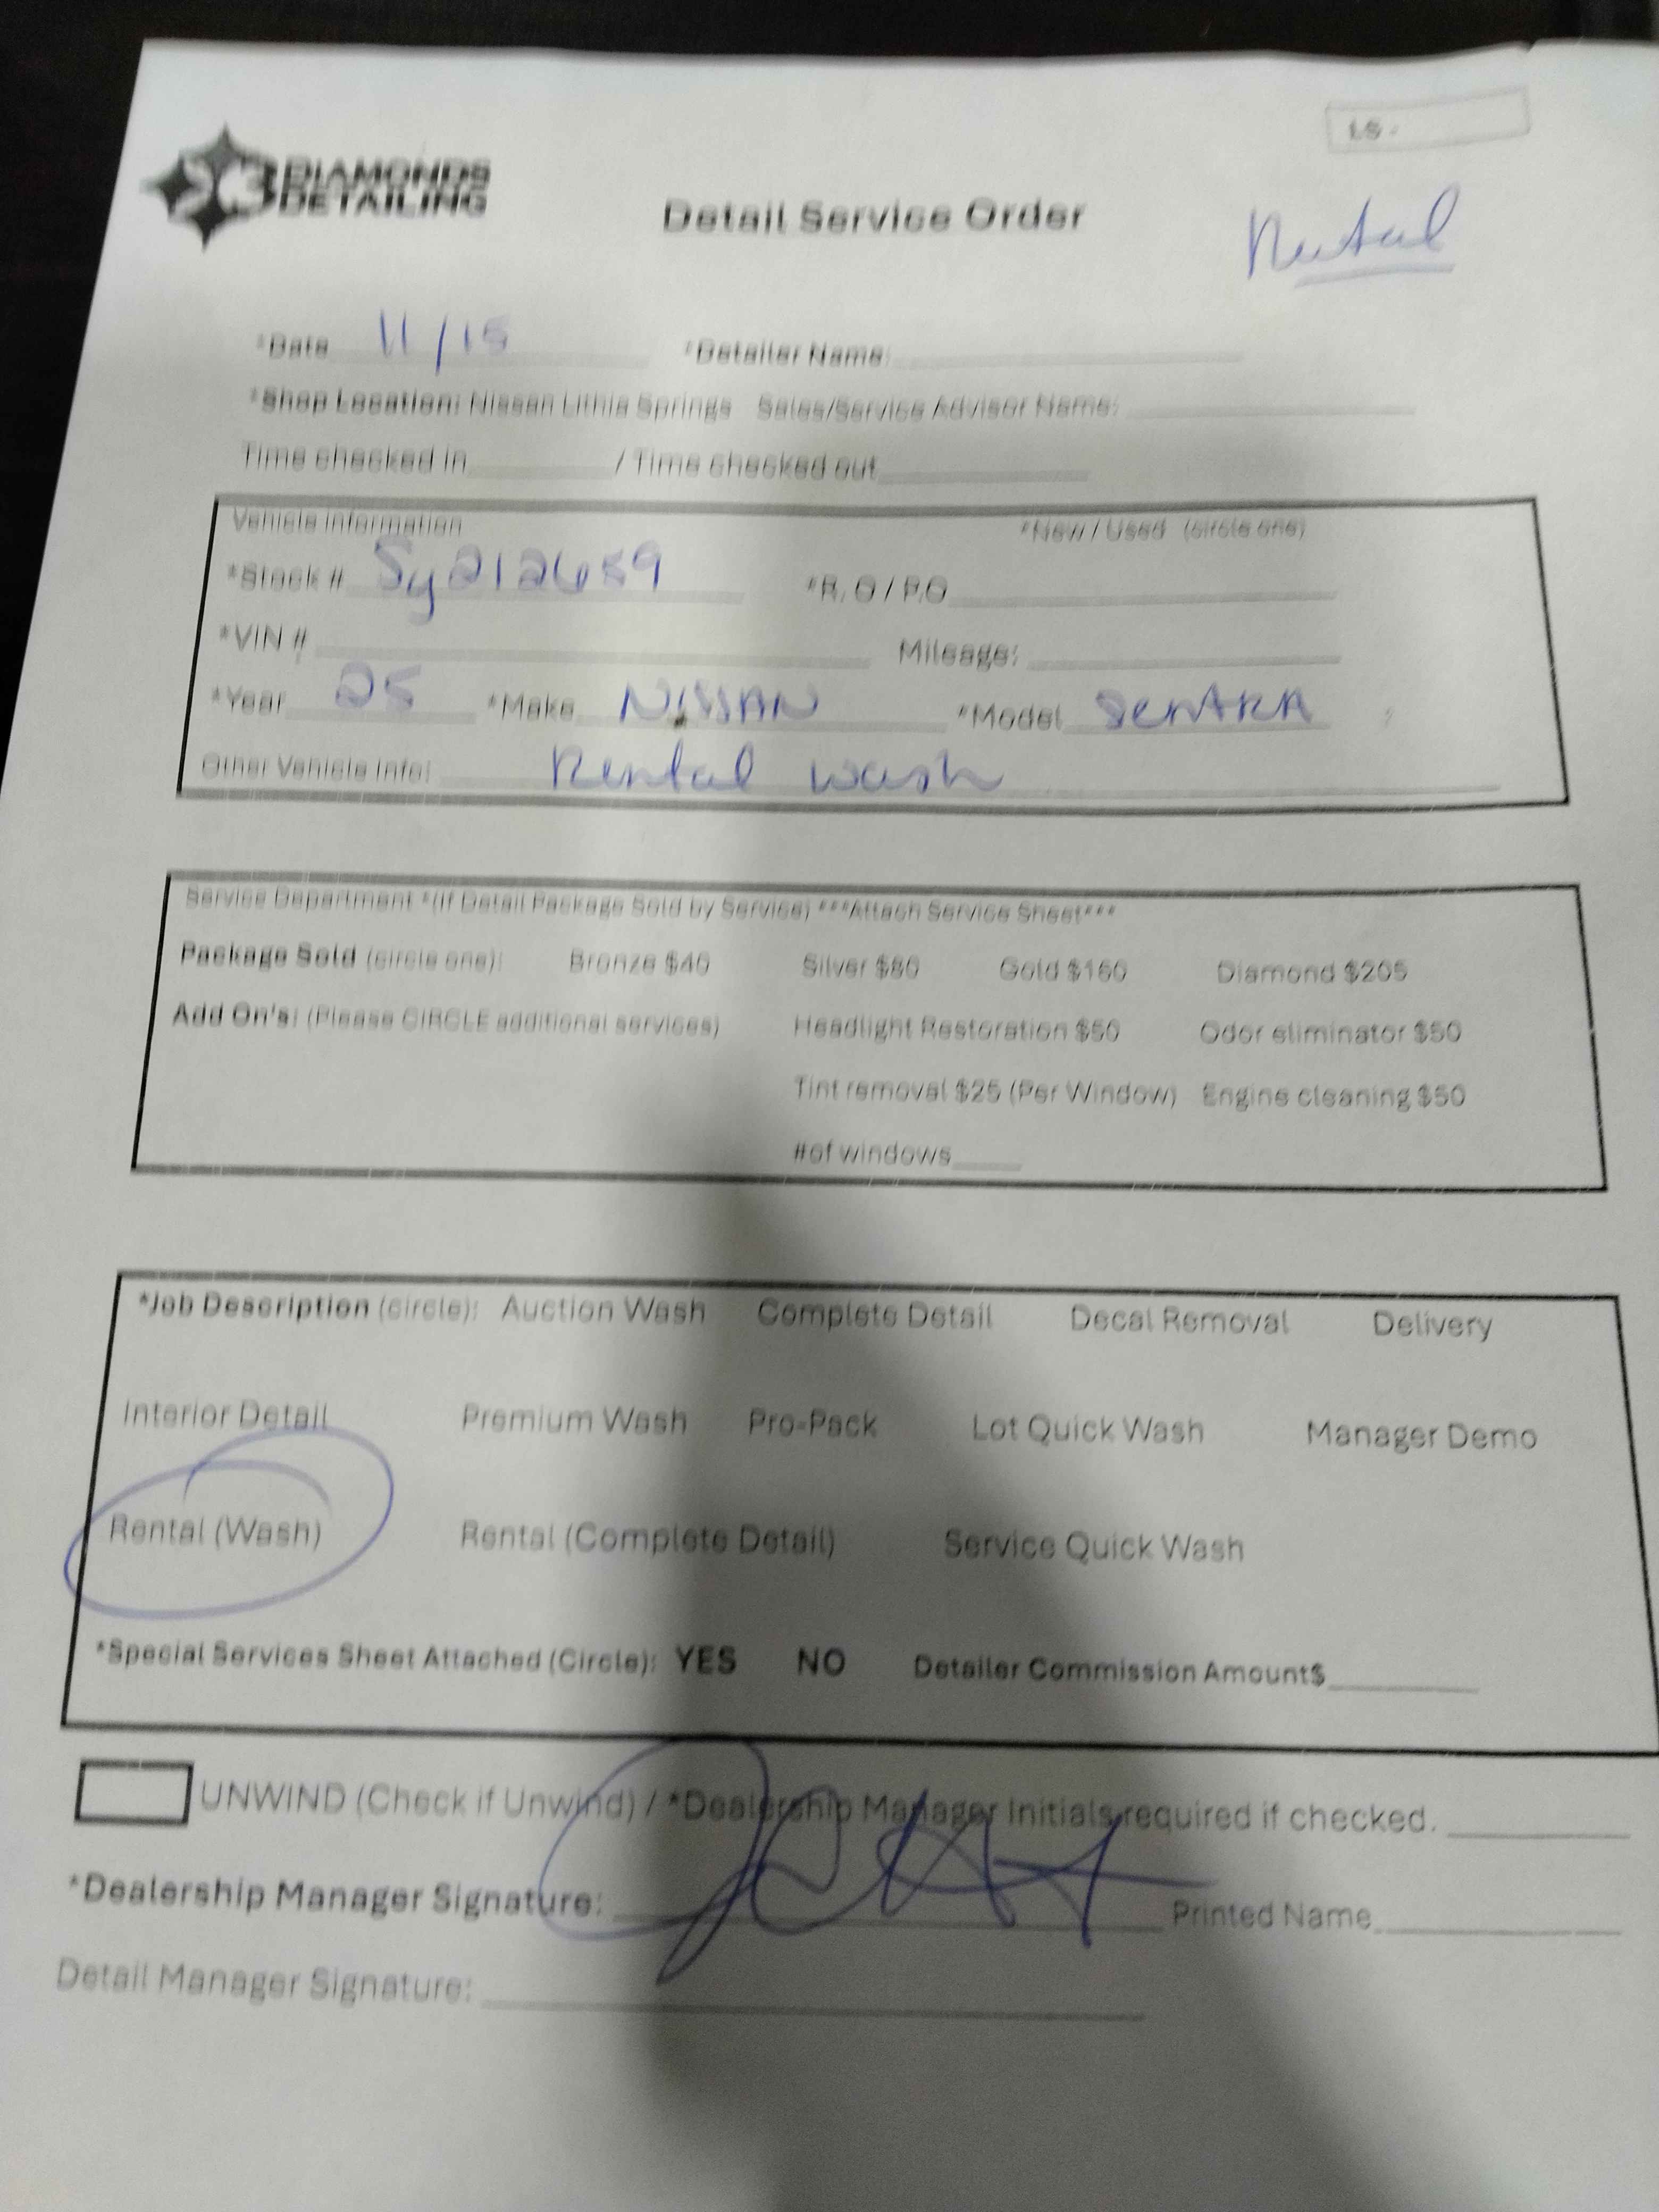 LS -
23 DIAMONDS
DETAILING
Detail Service Order
Rental
*Date 11/15 *Detailer Name:
*Shop Location: Nissan Lithia Springs Sales/Service Advisor Name:
Time checked in / Time checked out
Vehicle Information *New / Used (circle one)
*Stock # Sy212659 *R.O / P.O
*VIN # Mileage:
*Year 25 *Make NISSAN *Model SENTRA
Other Vehicle Info: Rental wash
Service Department *(If Detail Package Sold by Service) ***Attach Service Sheet***
Package Sold (circle one): Bronze $40 Silver $80 Gold $160 Diamond $205
Add On's: (Please CIRCLE additional services) Headlight Restoration $50 Odor eliminator $50
Tint removal $25 (Per Window) Engine cleaning $50
#of windows
*Job Description (circle): Auction Wash Complete Detail Decal Removal Delivery
Interior Detail Premium Wash Pro-Pack Lot Quick Wash Manager Demo
Rental (Wash) Rental (Complete Detail) Service Quick Wash
*Special Services Sheet Attached (Circle): YES NO Detailer Commission Amount$
UNWIND (Check if Unwind) / *Dealership Manager Initials required if checked.
*Dealership Manager Signature: Printed Name
Detail Manager Signature: